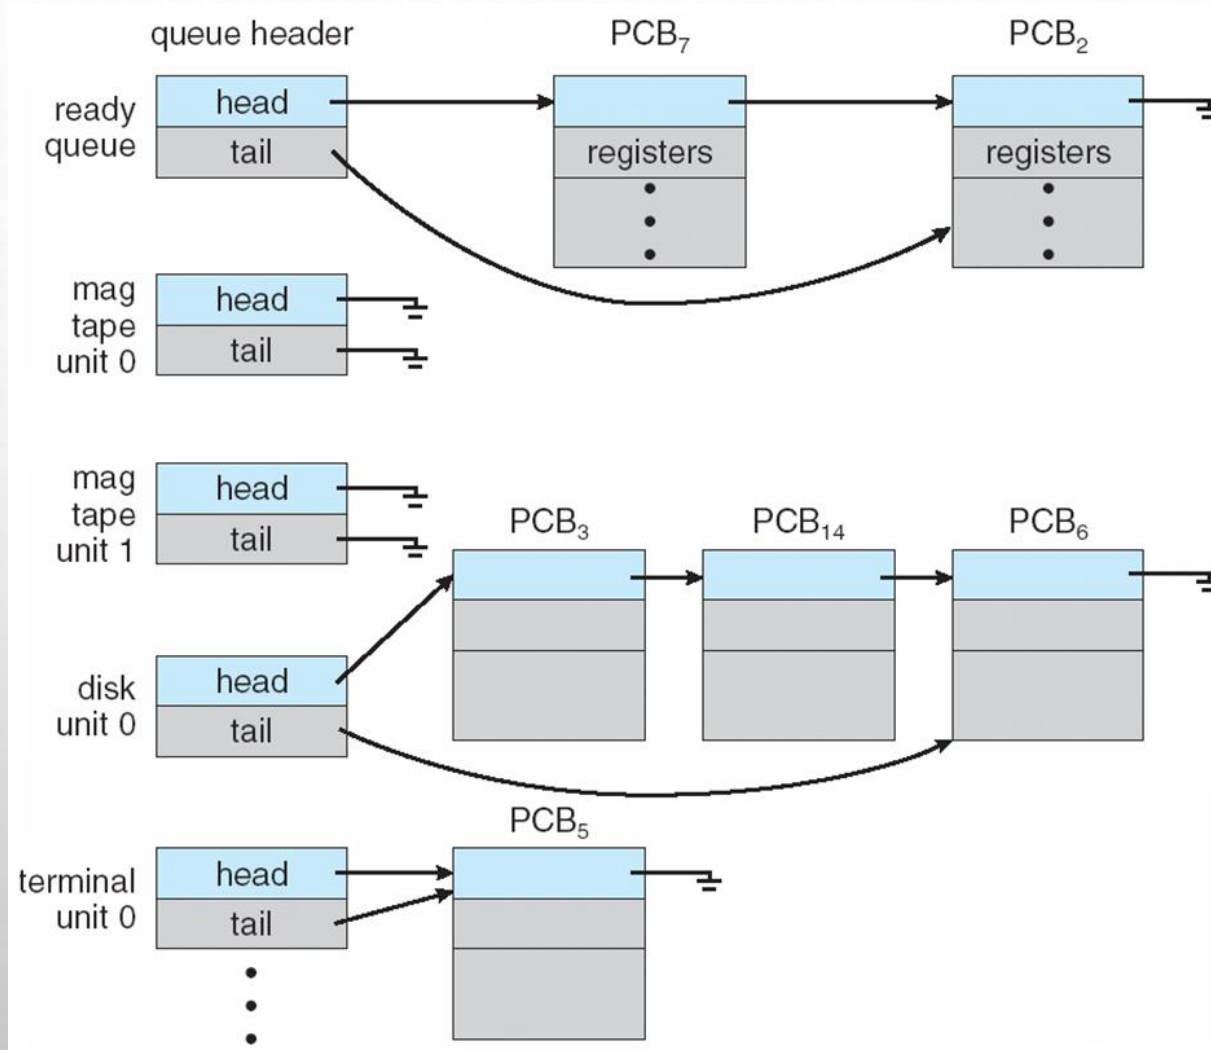 queue header
PCB7
PCB2
ready
queue
head
tail
registers
registers
mag
tape
unit 0
head
tail
mag
tape
unit 1
head
tail
PCB3
PCB14
PCB6
disk
unit 0
head
tail
PCB5
terminal
unit 0
head
tail